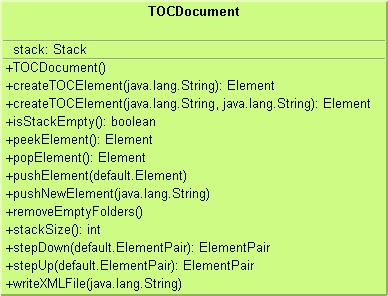 TOCDocument
stack: Stack
+TOCDocument()
+createTOCElement(java.lang.String): Element
+createTOCElement(java.lang.String, java.lang.String): Element
+isStackEmpty(): boolean
+peekElement(): Element
+popElement(): Element
+pushElement(default.Element)
+pushNewElement(java.lang.String)
+removeEmptyFolders()
+stackSize(): int
+stepDown(default.ElementPair): ElementPair
+stepUp(default.ElementPair): ElementPair
+writeXMLFile(java.lang.String)